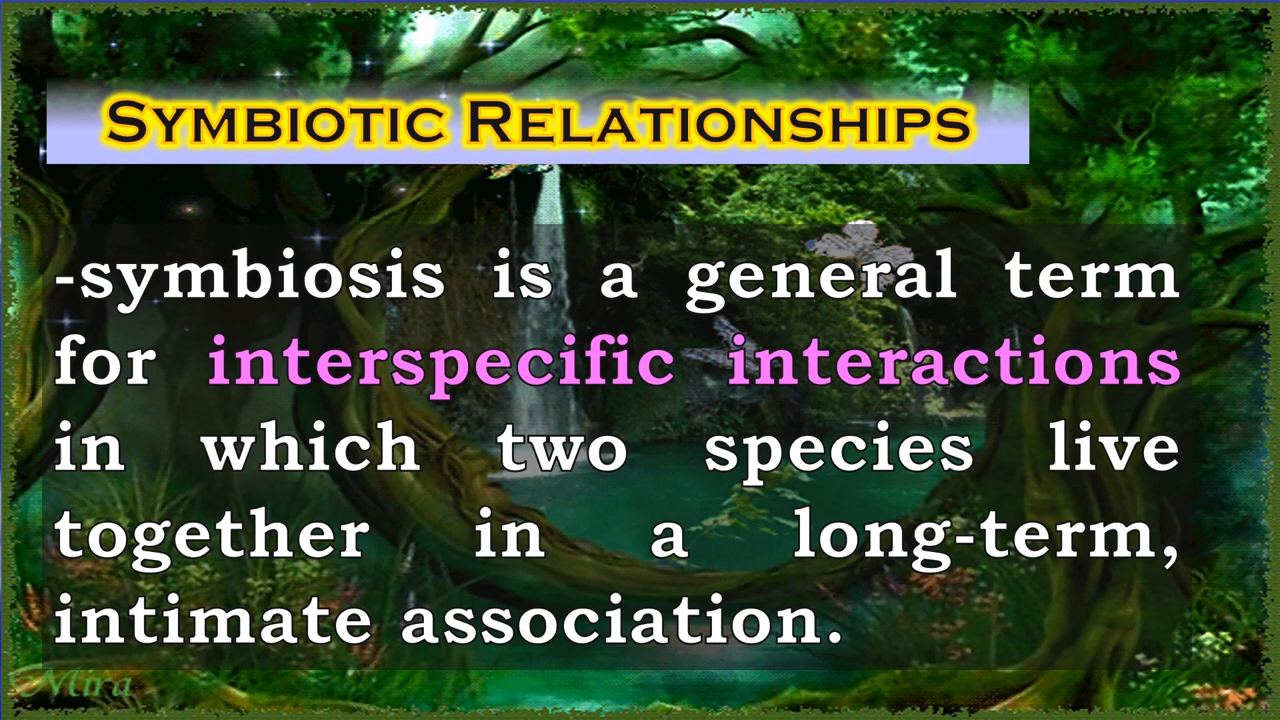 SYMBIOTIC RELATIONSHIPS
-symbiosis is a general term
for interspecific interactions
in which two species live
together in a long-term,
intimate association.
Mira